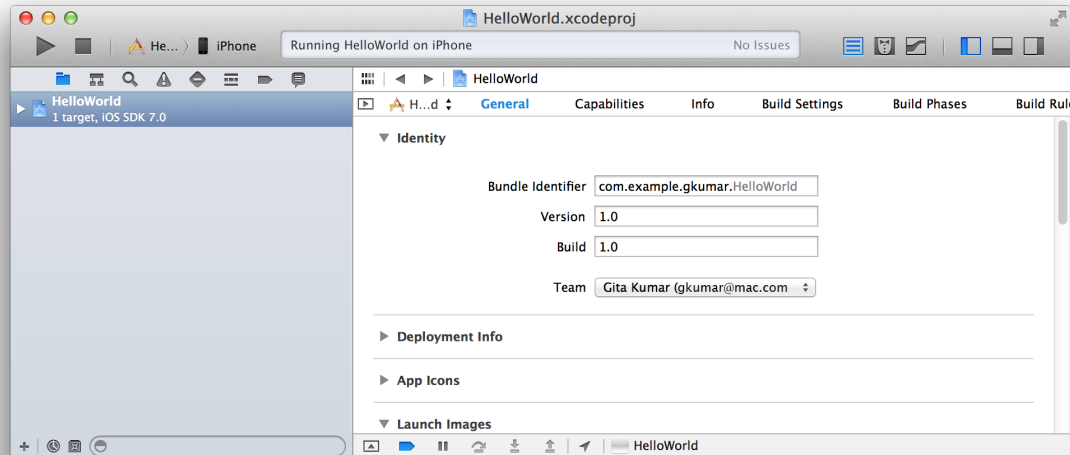 HelloWorld.xcodeproj
He... iPhone
Running HelloWorld on iPhone No Issues
HelloWorld
1 target, iOS SDK 7.0
HelloWorld
H...d General Capabilities Info Build Settings Build Phases Build Rul
Identity
Bundle Identifier com.example.gkumar.HelloWorld
Version 1.0
Build 1.0
Team Gita Kumar (gkumar@mac.com
Deployment Info
App Icons
Launch Images
HelloWorld